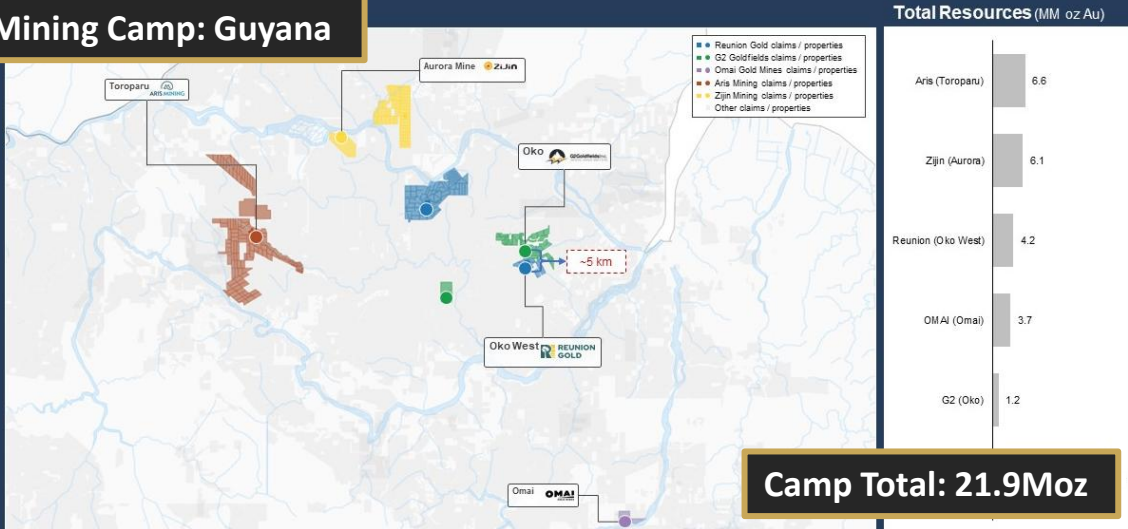 Mining Camp: Guyana
Total Resources (MM oz Au)
Reunion Gold claims / properties
G2 Goldfields claims / properties
Omai Gold Mines claims / properties
Aris Mining claims / properties
Zijin Mining claims / properties
Other claims / properties
Toroparu ARIS MINING
Aurora Mine ZIJIN
Oko G2Goldfields
~5 km
Oko West REUNION
GOLD
Omai OMAI
Aris (Toroparu) 6.6
Zijin (Aurora) 6.1
Reunion (Oko West) 4.2
OMAI (Omai) 3.7
G2 (Oko) 1.2
Camp Total: 21.9Moz